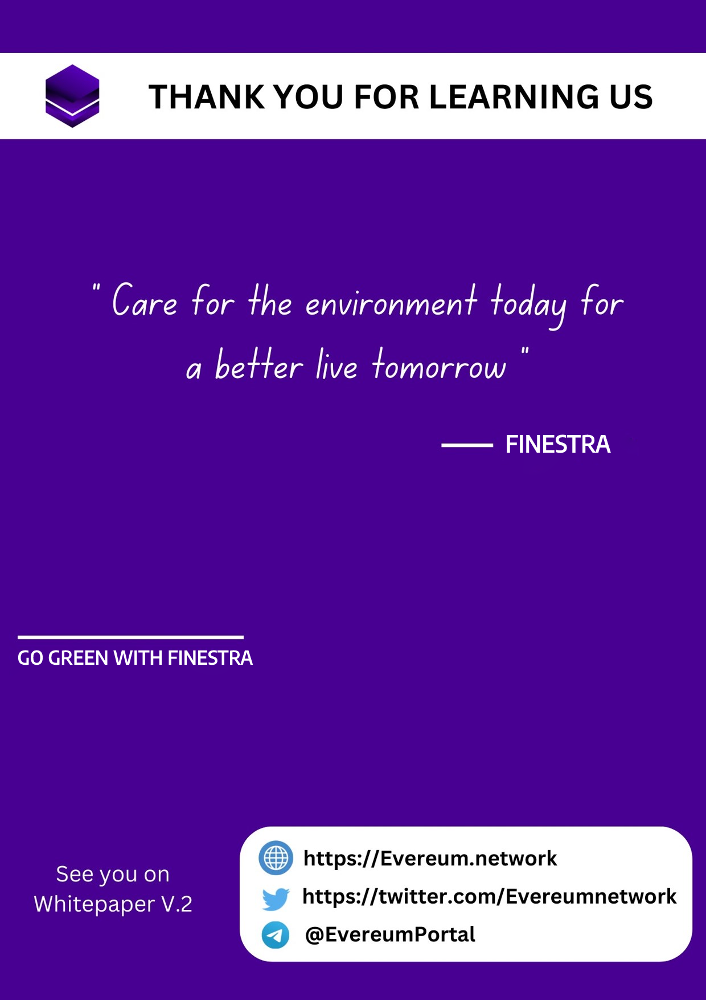 THANK YOU FOR LEARNING US
" Care for the environment today for
a better live tomorrow "
FINESTRA
GO GREEN WITH FINESTRA
See you on
Whitepaper V.2
https://Evereum.network
https://twitter.com/Evereumnetwork
@EvereumPortal